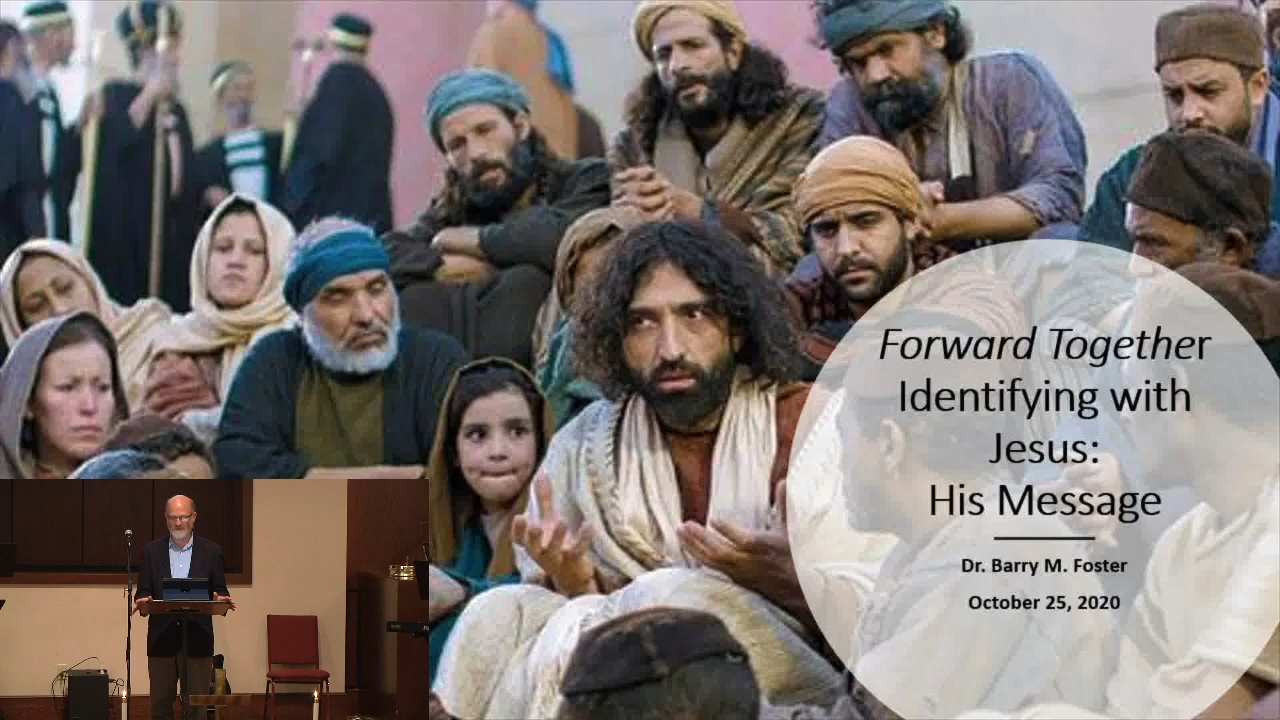 Forward Together
Identifying with
Jesus:
His Message
Dr. Barry M. Foster
October 25, 2020